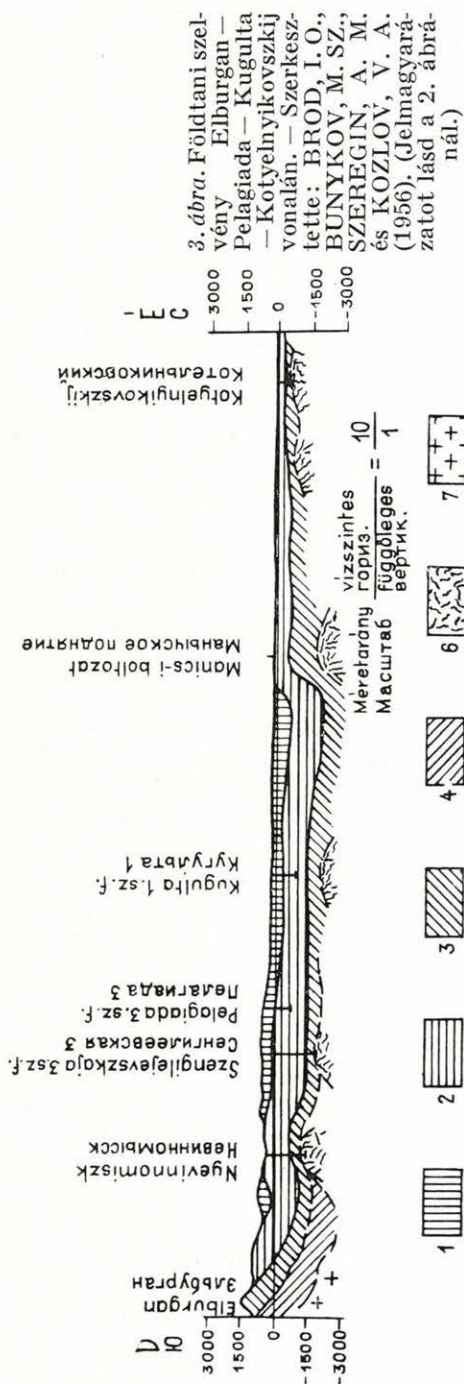 3. ábra. Földtani szel-
vény Elburgan—
Pelagiada—Kugulta
—Kotyelnyikovszkij
vonalán. — Szerkesz-
tette: BROD, I. O.,
BUNYKOV, M. SZ.,
SZEREGIN, A. M.
és KOZLOV, V. A.
(1956). (Jelmagyará-
zatot lásd a 2. ábrá-
nál.)
D
Ю
3000
1500
0
-1500
-3000
Elburgan
Эльбурган
Nyevinnomiszk
Невинномысск
Szengilejevszkaja 3.sz.f.
Сенгилеевская 3
Pelagiada 3.sz.f.
Пелагиада 3
Kugulta 1.sz.f.
Кугульта 1
Manics-i boltozat
Манычское поднятие
Kotyelnyikovszkij
Котельниковский
É
С
3000
1500
0
-1500
-3000
Méretarány vízszintes
Масштаб гориз. = 10
függőleges 1
вертик.
1
2
3
4
6
7